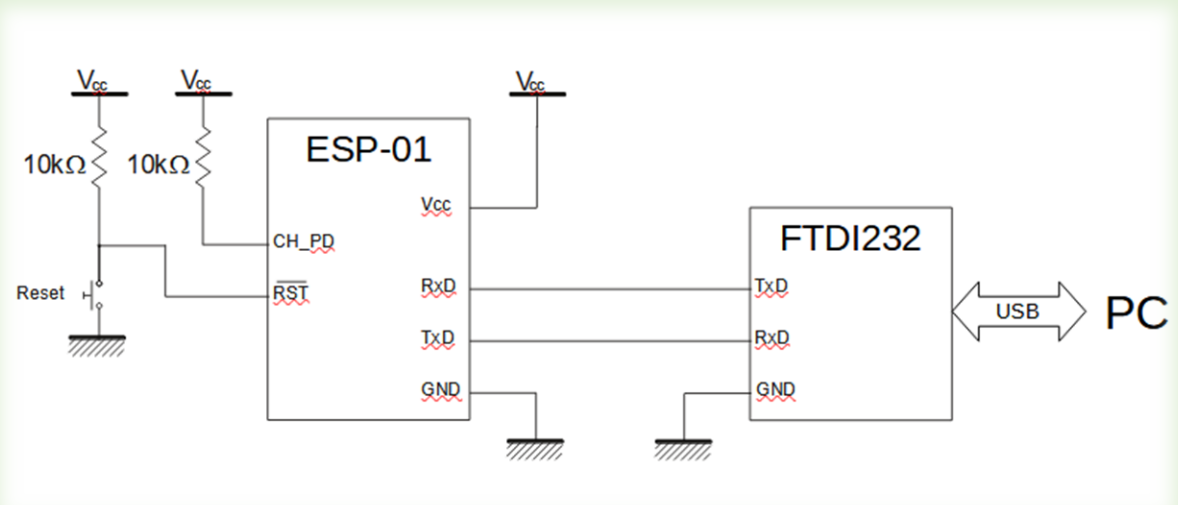 Vcc
Vcc
Vcc
10kΩ
10kΩ
ESP-01
Vcc
CH_PD
RST
RxD
TxD
GND
Reset
FTDI232
TxD
RxD
GND
USB
PC